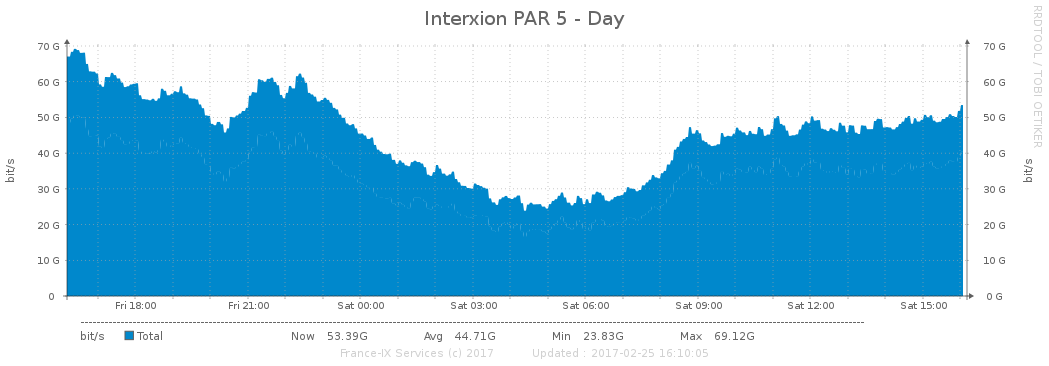 Interxion PAR 5 - Day
RRDTOOL / TOBI OETIKER
bit/s
70 G 70 G
60 G 60 G
50 G 50 G
40 G 40 G
30 G 30 G
20 G 20 G
10 G 10 G
0 0 G
bit/s
Fri 18:00 Fri 21:00 Sat 00:00 Sat 03:00 Sat 06:00 Sat 09:00 Sat 12:00 Sat 15:00
bit/s Total Now 53.39G Avg 44.71G Min 23.83G Max 69.12G
France-IX Services (c) 2017 Updated : 2017-02-25 16:10:05